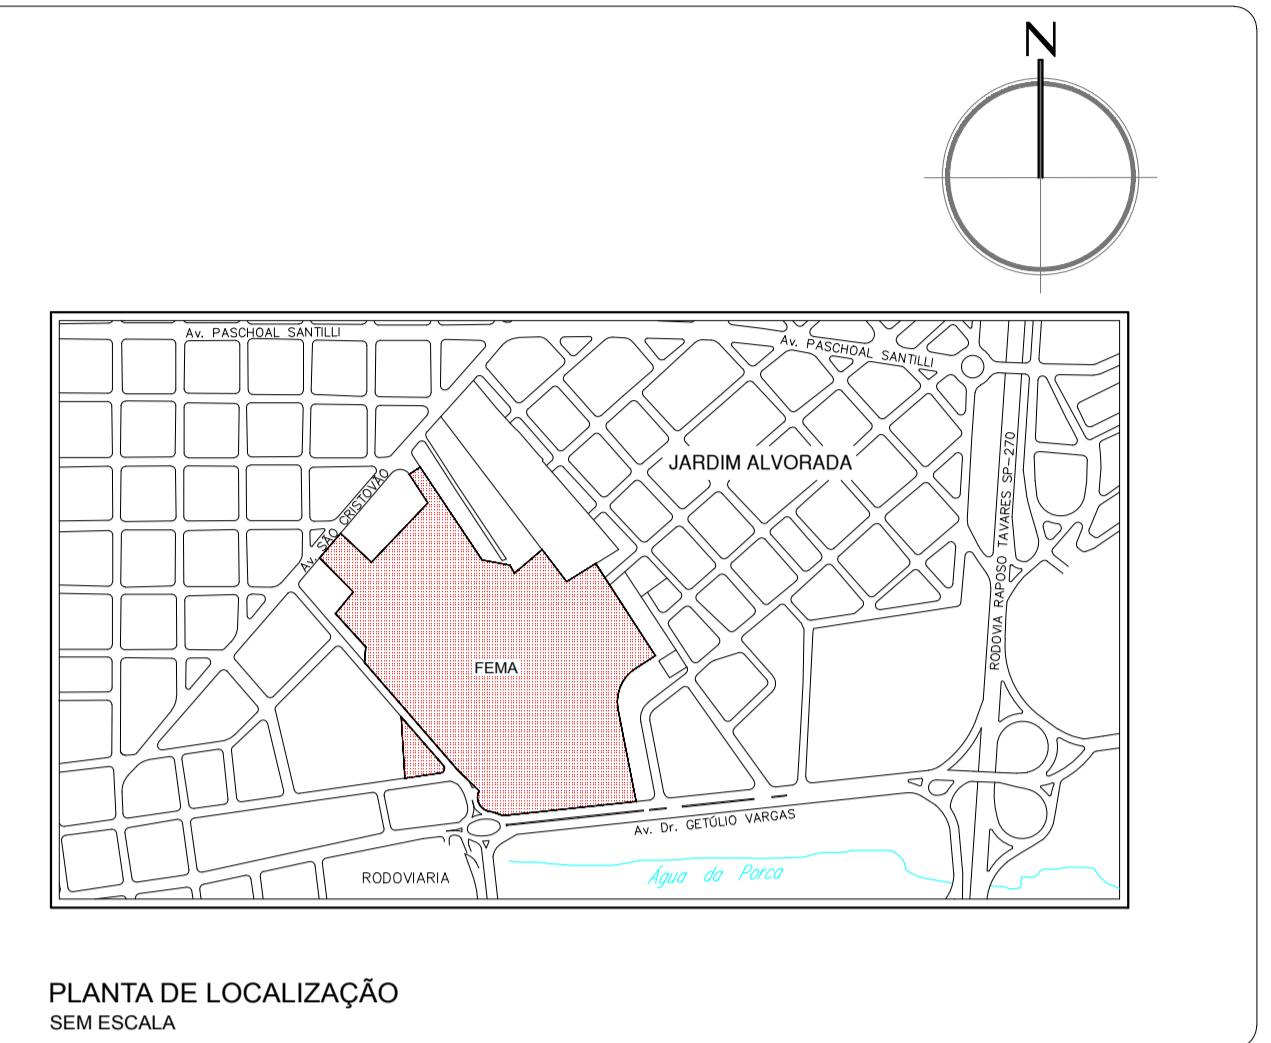 N
Av. PASCHOAL SANTILLI
Av. PASCHOAL SANTILLI
JARDIM ALVORADA
Av. SÃO CRISTOVÃO
RODOVIA RAPOSO TAVARES SP-270
FEMA
Av. Dr. GETÚLIO VARGAS
RODOVIARIA
Água da Porca
PLANTA DE LOCALIZAÇÃO
SEM ESCALA